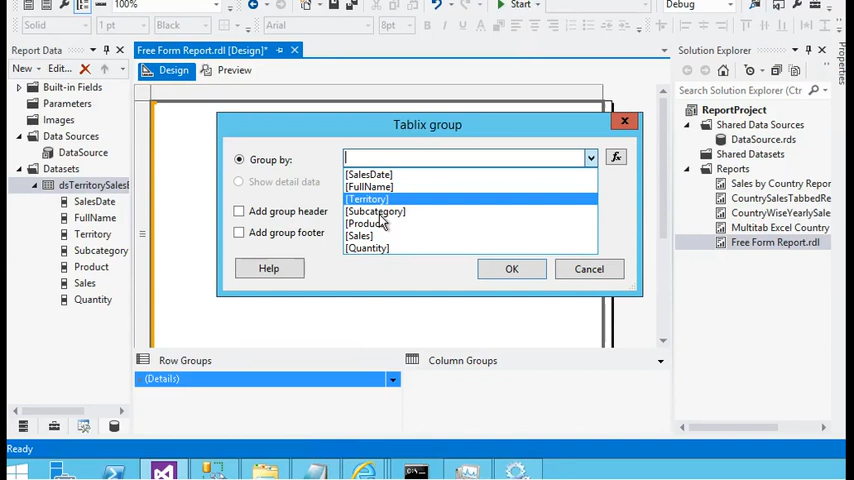 100%
Start
Debug
Solid
1 pt
Black
Arial
8pt
Report Data
New
Edit...
Built-in Fields
Parameters
Images
Data Sources
DataSource
Datasets
dsTerritorySalesE
SalesDate
FullName
Territory
Subcategory
Product
Sales
Quantity
Free Form Report.rdl [Design]*
Design
Preview
Tablix group
Group by:
Show detail data
Add group header
Add group footer
[SalesDate]
[FullName]
[Territory]
[Subcategory]
[Sales]
[Quantity]
fx
Help
OK
Cancel
Row Groups
Column Groups
(Details)
Solution Explorer
Search Solution Explorer (Ctr
ReportProject
Shared Data Sources
DataSource.rds
Shared Datasets
Reports
Sales by Country Repor
CountrySalesTabbedRe
CountryWiseYearlySale
Multitab Excel Country
Free Form Report.rdl
Properties
Ready